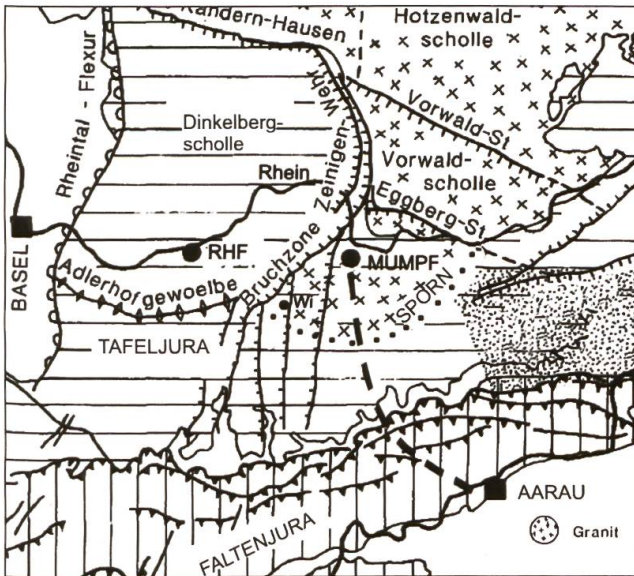 Kandern-Hausen
Hotzenwald-
scholle
Rheintal - Flexur
Dinkelberg-
scholle
Wehr
Zeinigen
Bruchzone
Vorwald-St
Vorwald-
scholle
Rhein
Eggberg-St
BASEL
RHF
MUMPF
Adlerhofgewoelbe
Wi
SPORN
TAFELJURA
AARAU
FALTENJURA
Granit